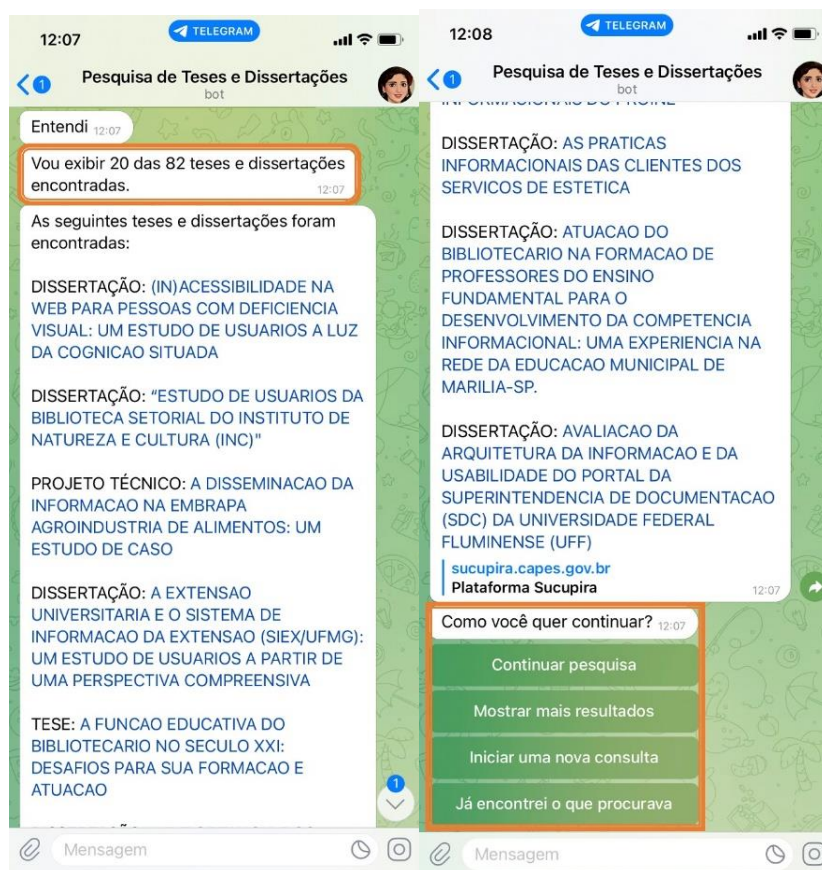 12:07
TELEGRAM
1
Pesquisa de Teses e Dissertações
bot
Entendi 12:07
Vou exibir 20 das 82 teses e dissertações
encontradas.
12:07
As seguintes teses e dissertações foram
encontradas:
DISSERTAÇÃO: (IN)ACESSIBILIDADE NA
WEB PARA PESSOAS COM DEFICIENCIA
VISUAL: UM ESTUDO DE USUARIOS A LUZ
DA COGNICAO SITUADA
DISSERTAÇÃO: “ESTUDO DE USUARIOS DA
BIBLIOTECA SETORIAL DO INSTITUTO DE
NATUREZA E CULTURA (INC)"
PROJETO TÉCNICO: A DISSEMINACAO DA
INFORMACAO NA EMBRAPA
AGROINDUSTRIA DE ALIMENTOS: UM
ESTUDO DE CASO
DISSERTAÇÃO: A EXTENSAO
UNIVERSITARIA E O SISTEMA DE
INFORMACAO DA EXTENSAO (SIEX/UFMG):
UM ESTUDO DE USUARIOS A PARTIR DE
UMA PERSPECTIVA COMPREENSIVA
TESE: A FUNCAO EDUCATIVA DO
BIBLIOTECARIO NO SECULO XXI:
DESAFIOS PARA SUA FORMACAO E
ATUACAO
1
Mensagem
12:08
TELEGRAM
1
Pesquisa de Teses e Dissertações
bot
DISSERTAÇÃO: AS PRATICAS
INFORMACIONAIS DAS CLIENTES DOS
SERVICOS DE ESTETICA
DISSERTAÇÃO: ATUACAO DO
BIBLIOTECARIO NA FORMACAO DE
PROFESSORES DO ENSINO
FUNDAMENTAL PARA O
DESENVOLVIMENTO DA COMPETENCIA
INFORMACIONAL: UMA EXPERIENCIA NA
REDE DA EDUCACAO MUNICIPAL DE
MARILIA-SP.
DISSERTAÇÃO: AVALIACAO DA
ARQUITETURA DA INFORMACAO E DA
USABILIDADE DO PORTAL DA
SUPERINTENDENCIA DE DOCUMENTACAO
(SDC) DA UNIVERSIDADE FEDERAL
FLUMINENSE (UFF)
sucupira.capes.gov.br
Plataforma Sucupira
12:07
Como você quer continuar? 12:07
Continuar pesquisa
Mostrar mais resultados
Iniciar uma nova consulta
Já encontrei o que procurava
Mensagem